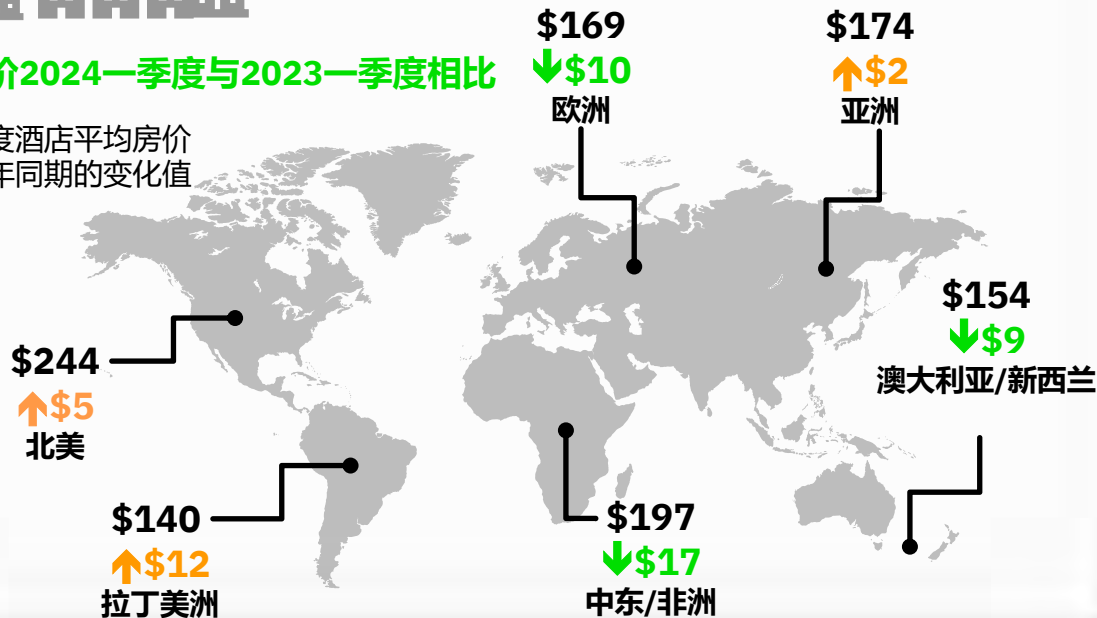 价2024一季度与2023一季度相比
度酒店平均房价
年同期的变化值
$169
$10
欧洲
$174
$2
亚洲
$154
$9
澳大利亚/新西兰
$244
$5
北美
$140
$12
拉丁美洲
$197
$17
中东/非洲